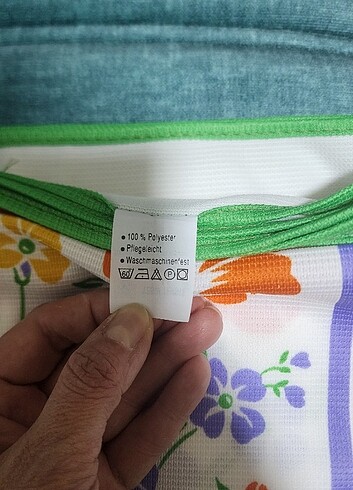 • 100 % Polyester
• Pflegeleicht
• Waschmaschinenfest